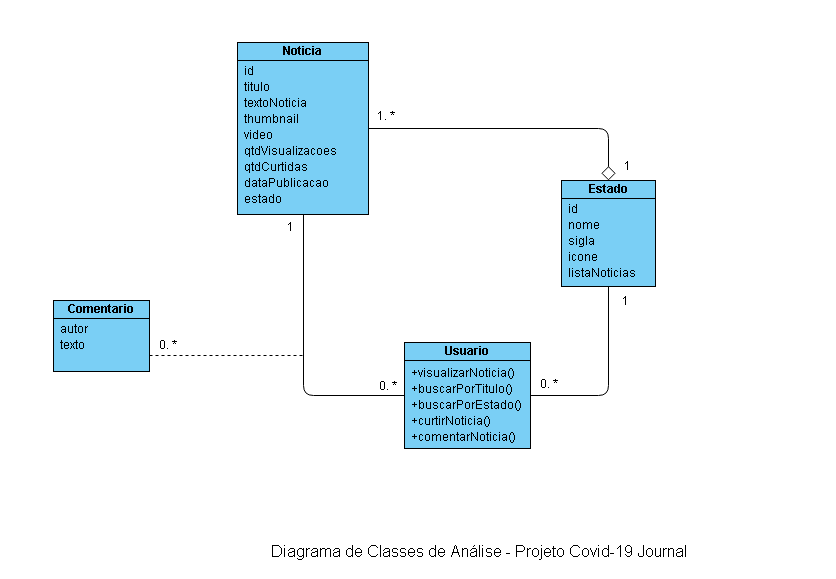 Noticia
id
titulo
textoNoticia
thumbnail
video
qtdVisualizacoes
qtdCurtidas
dataPublicacao
estado
1. *
1
Estado
id
nome
sigla
icone
listaNoticias
1
1
Comentario
autor
texto
0. *
Usuario
+visualizarNoticia()
+buscarPorTitulo()
+buscarPorEstado()
+curtirNoticia()
+comentarNoticia()
0. *
0. *
Diagrama de Classes de Análise - Projeto Covid-19 Journal